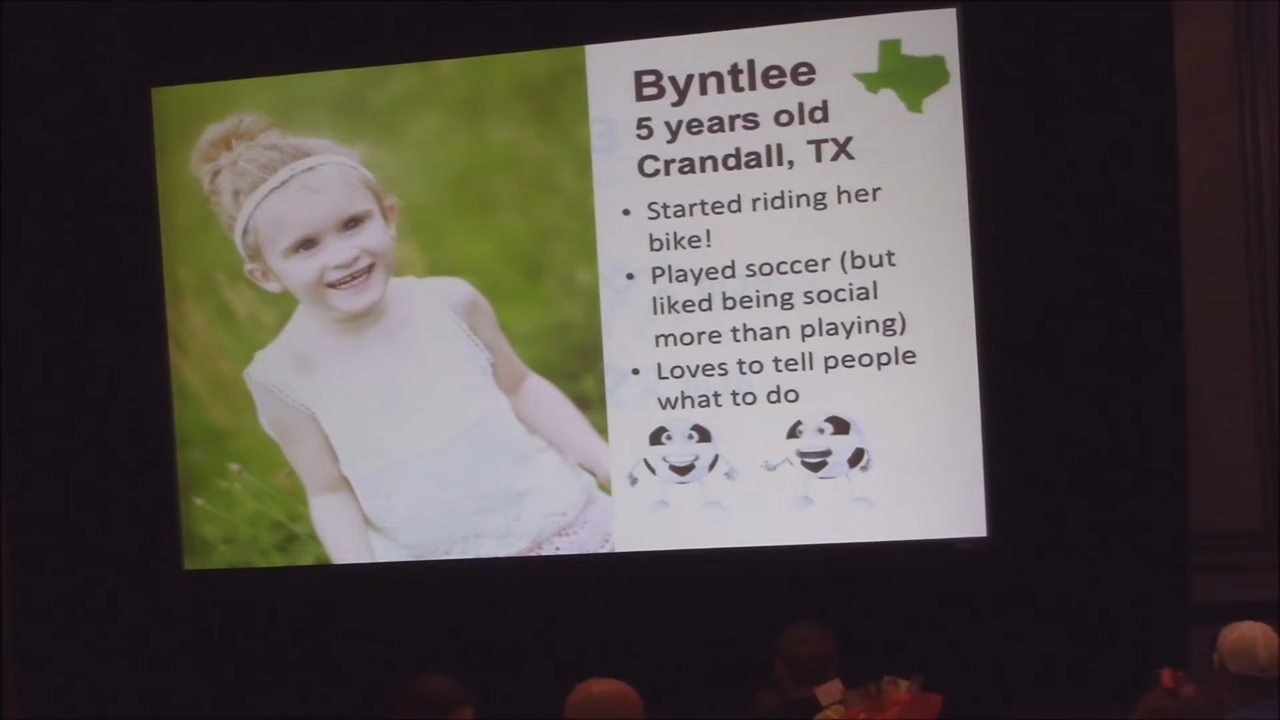 Byntlee
5 years old
Crandall, TX
• Started riding her
bike!
• Played soccer (but
liked being social
more than playing)
• Loves to tell people
what to do